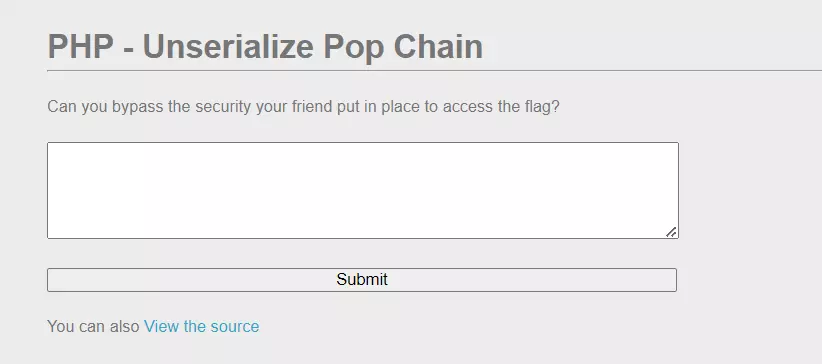 PHP - Unserialize Pop Chain
Can you bypass the security your friend put in place to access the flag?
Submit
You can also View the source